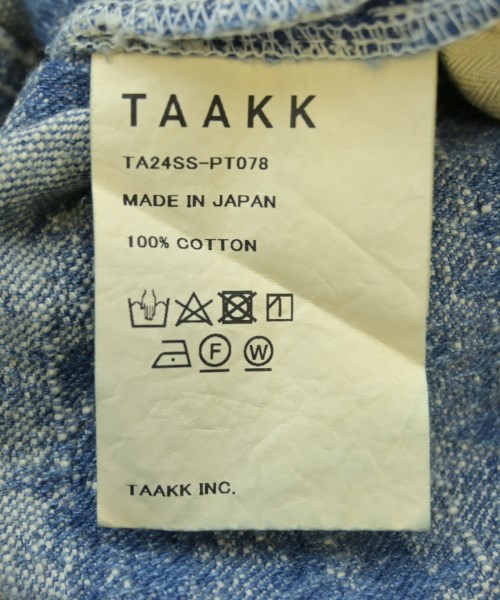 TAAKK
TA24SS-PT078
MADE IN JAPAN
100% COTTON
F W
TAAKK INC.